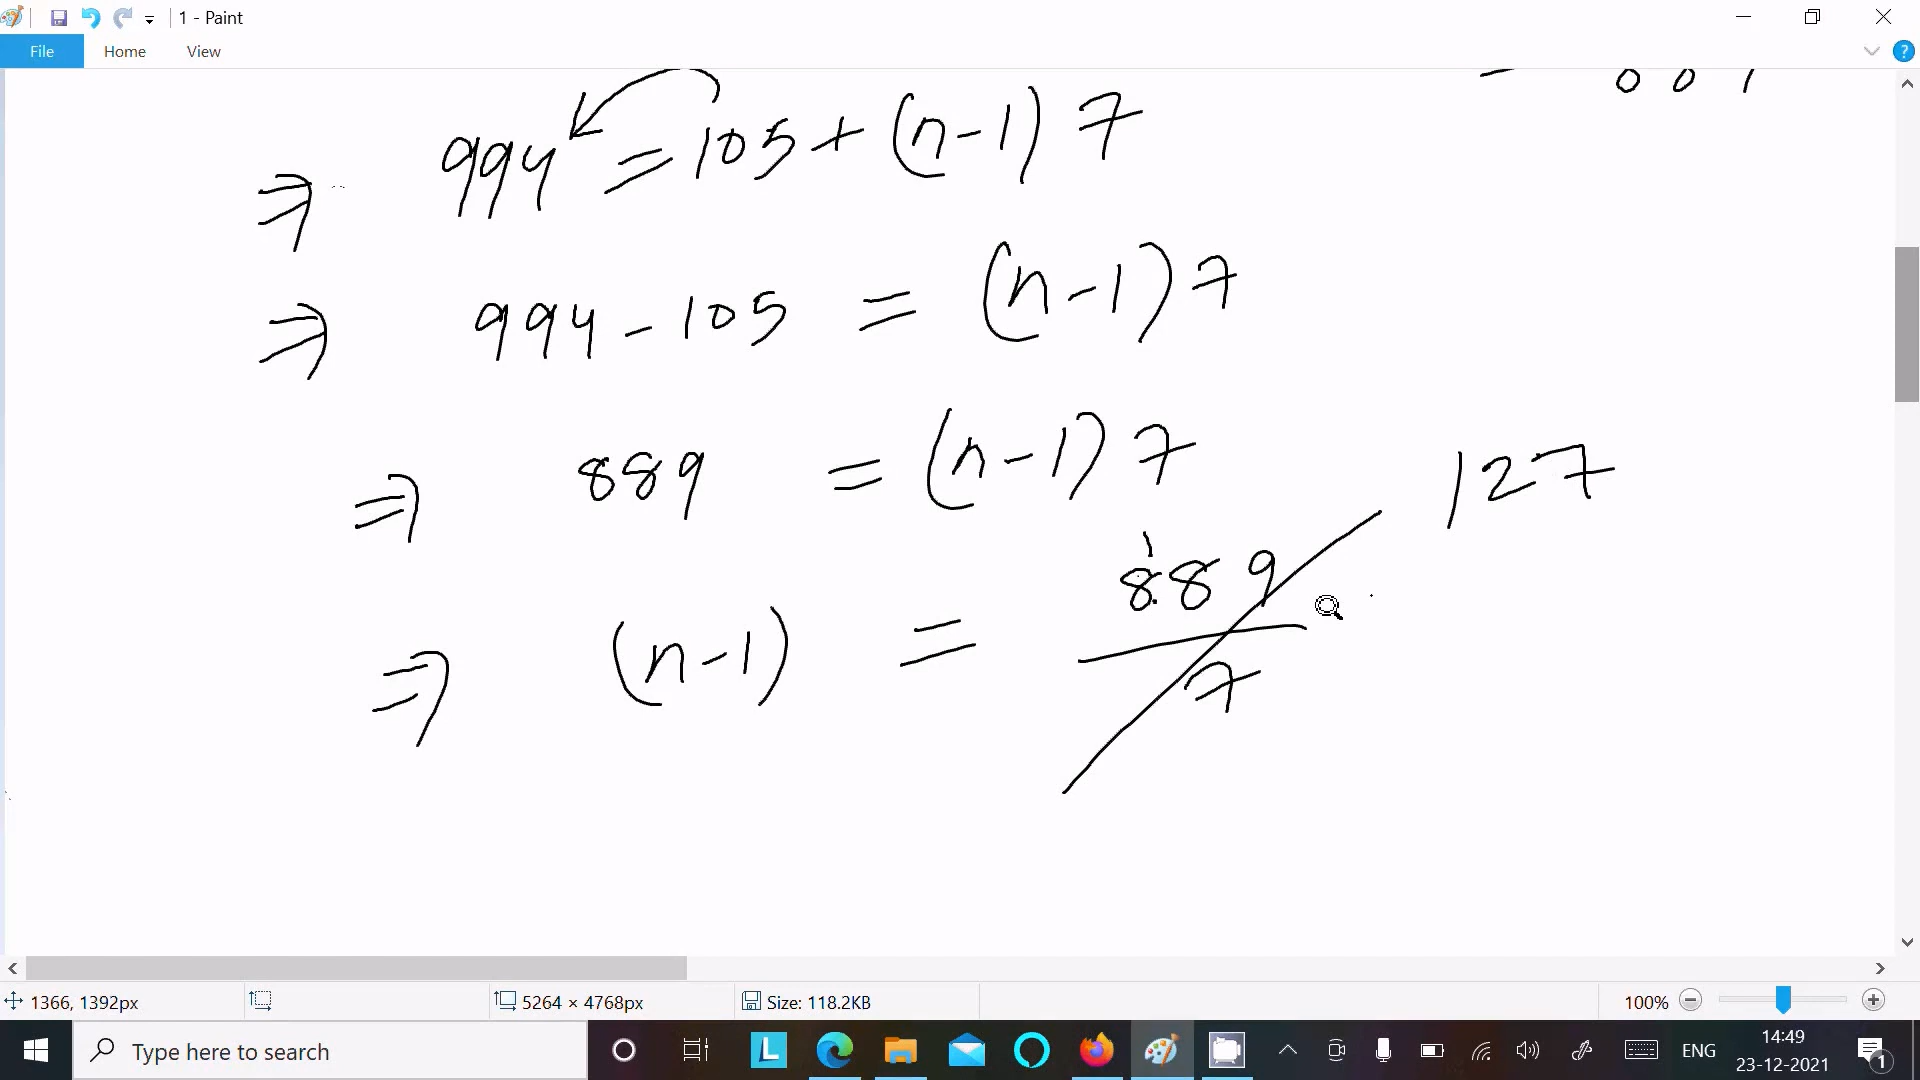 1 - Paint
File Home View
⇒ 994 = 105 + (n-1) 7
⇒ 994 - 105 = (n-1) 7
⇒ 889 = (n-1) 7
127
⇒ (n-1) = 889 / 7
1
1366, 1392px 5264 × 4768px Size: 118.2KB 100%
Type here to search
L
ENG
14:49
23-12-2021
1